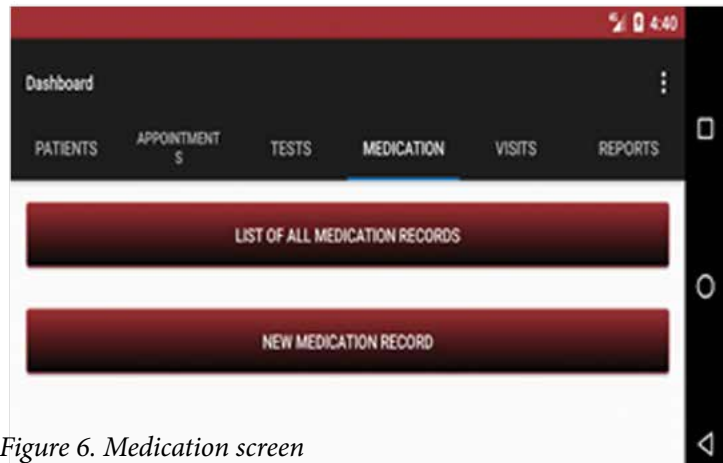 4:40
Dashboard
PATIENTS
APPOINTMENT
S
TESTS
MEDICATION
VISITS
REPORTS
LIST OF ALL MEDICATION RECORDS
NEW MEDICATION RECORD
Figure 6. Medication screen